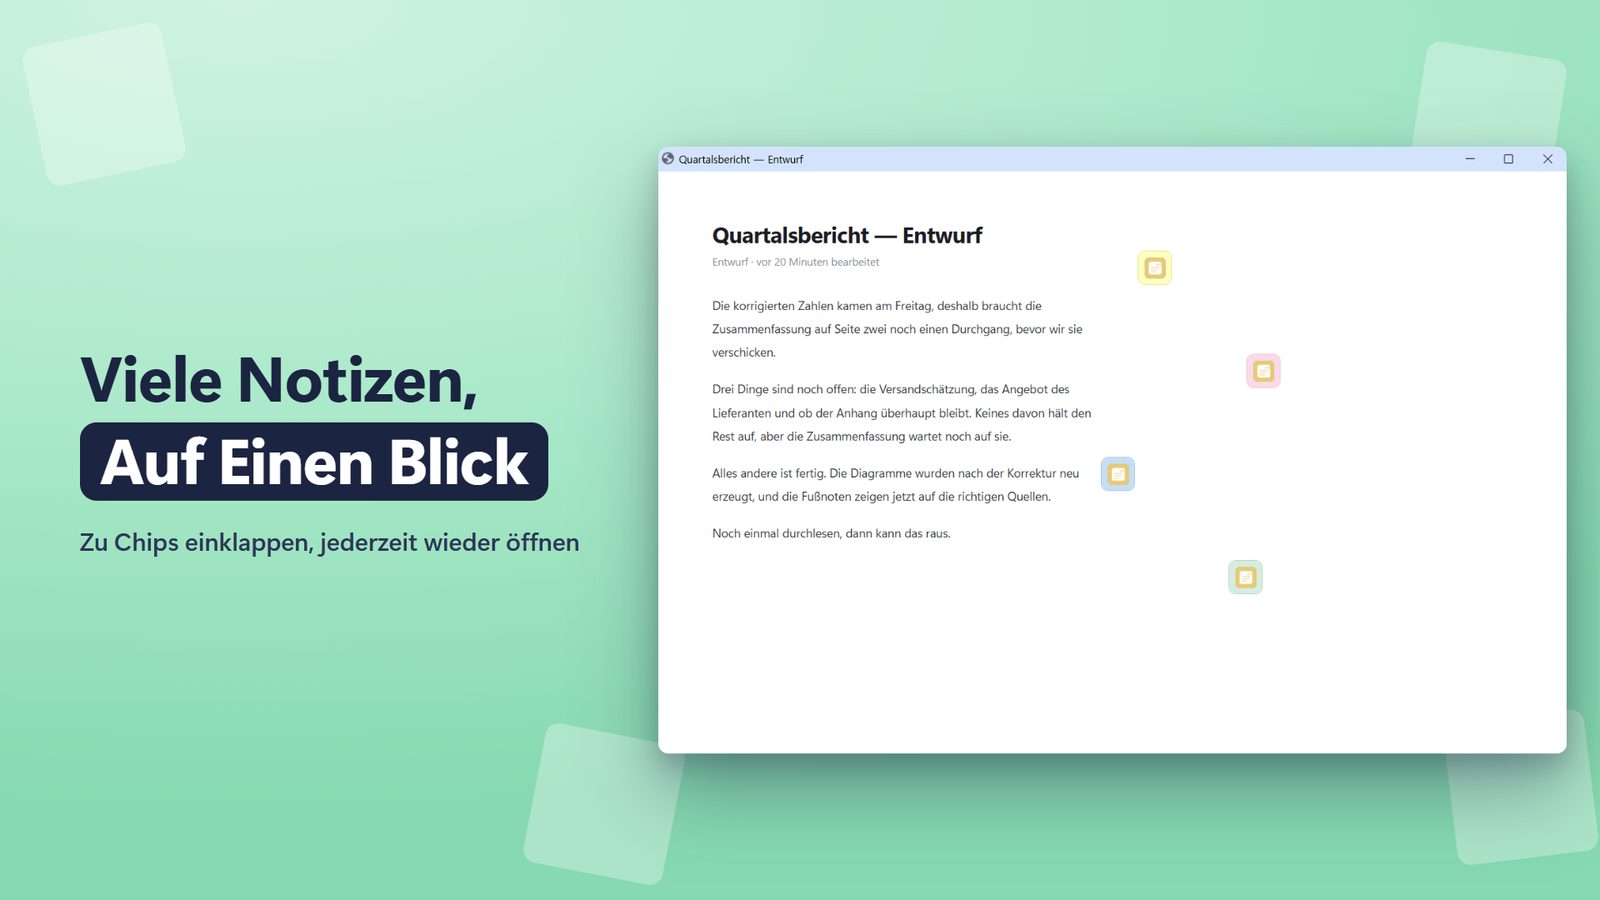 Viele Notizen,
Auf Einen Blick
Zu Chips einklappen, jederzeit wieder öffnen
Quartalsbericht — Entwurf
Quartalsbericht — Entwurf
Entwurf · vor 20 Minuten bearbeitet
Die korrigierten Zahlen kamen am Freitag, deshalb braucht die
Zusammenfassung auf Seite zwei noch einen Durchgang, bevor wir sie
verschicken.
Drei Dinge sind noch offen: die Versandschätzung, das Angebot des
Lieferanten und ob der Anhang überhaupt bleibt. Keines davon hält den
Rest auf, aber die Zusammenfassung wartet noch auf sie.
Alles andere ist fertig. Die Diagramme wurden nach der Korrektur neu
erzeugt, und die Fußnoten zeigen jetzt auf die richtigen Quellen.
Noch einmal durchlesen, dann kann das raus.